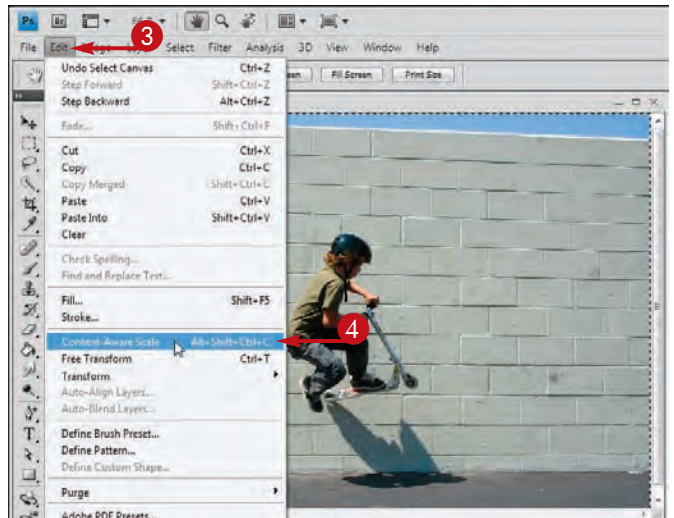 Ps Br
3
File Edit Select Filter Analysis 3D View Window Help
Fill Screen Print Size
Undo Select Canvas Ctrl+Z
Step Forward Shift+Ctrl+Z
Step Backward Alt+Ctrl+Z
Fade... Shift+Ctrl+F
Cut Ctrl+X
Copy Ctrl+C
Copy Merged Shift+Ctrl+C
Paste Ctrl+V
Paste Into Shift+Ctrl+V
Clear
Check Spelling...
Find and Replace Text...
Fill... Shift+F5
Stroke...
Content-Aware Scale Alt+Shift+Ctrl+C 4
Free Transform Ctrl+T
Transform
Auto-Align Layers...
Auto-Blend Layers...
Define Brush Preset...
Define Pattern...
Define Custom Shape...
Purge
Adobe PDF Presets...